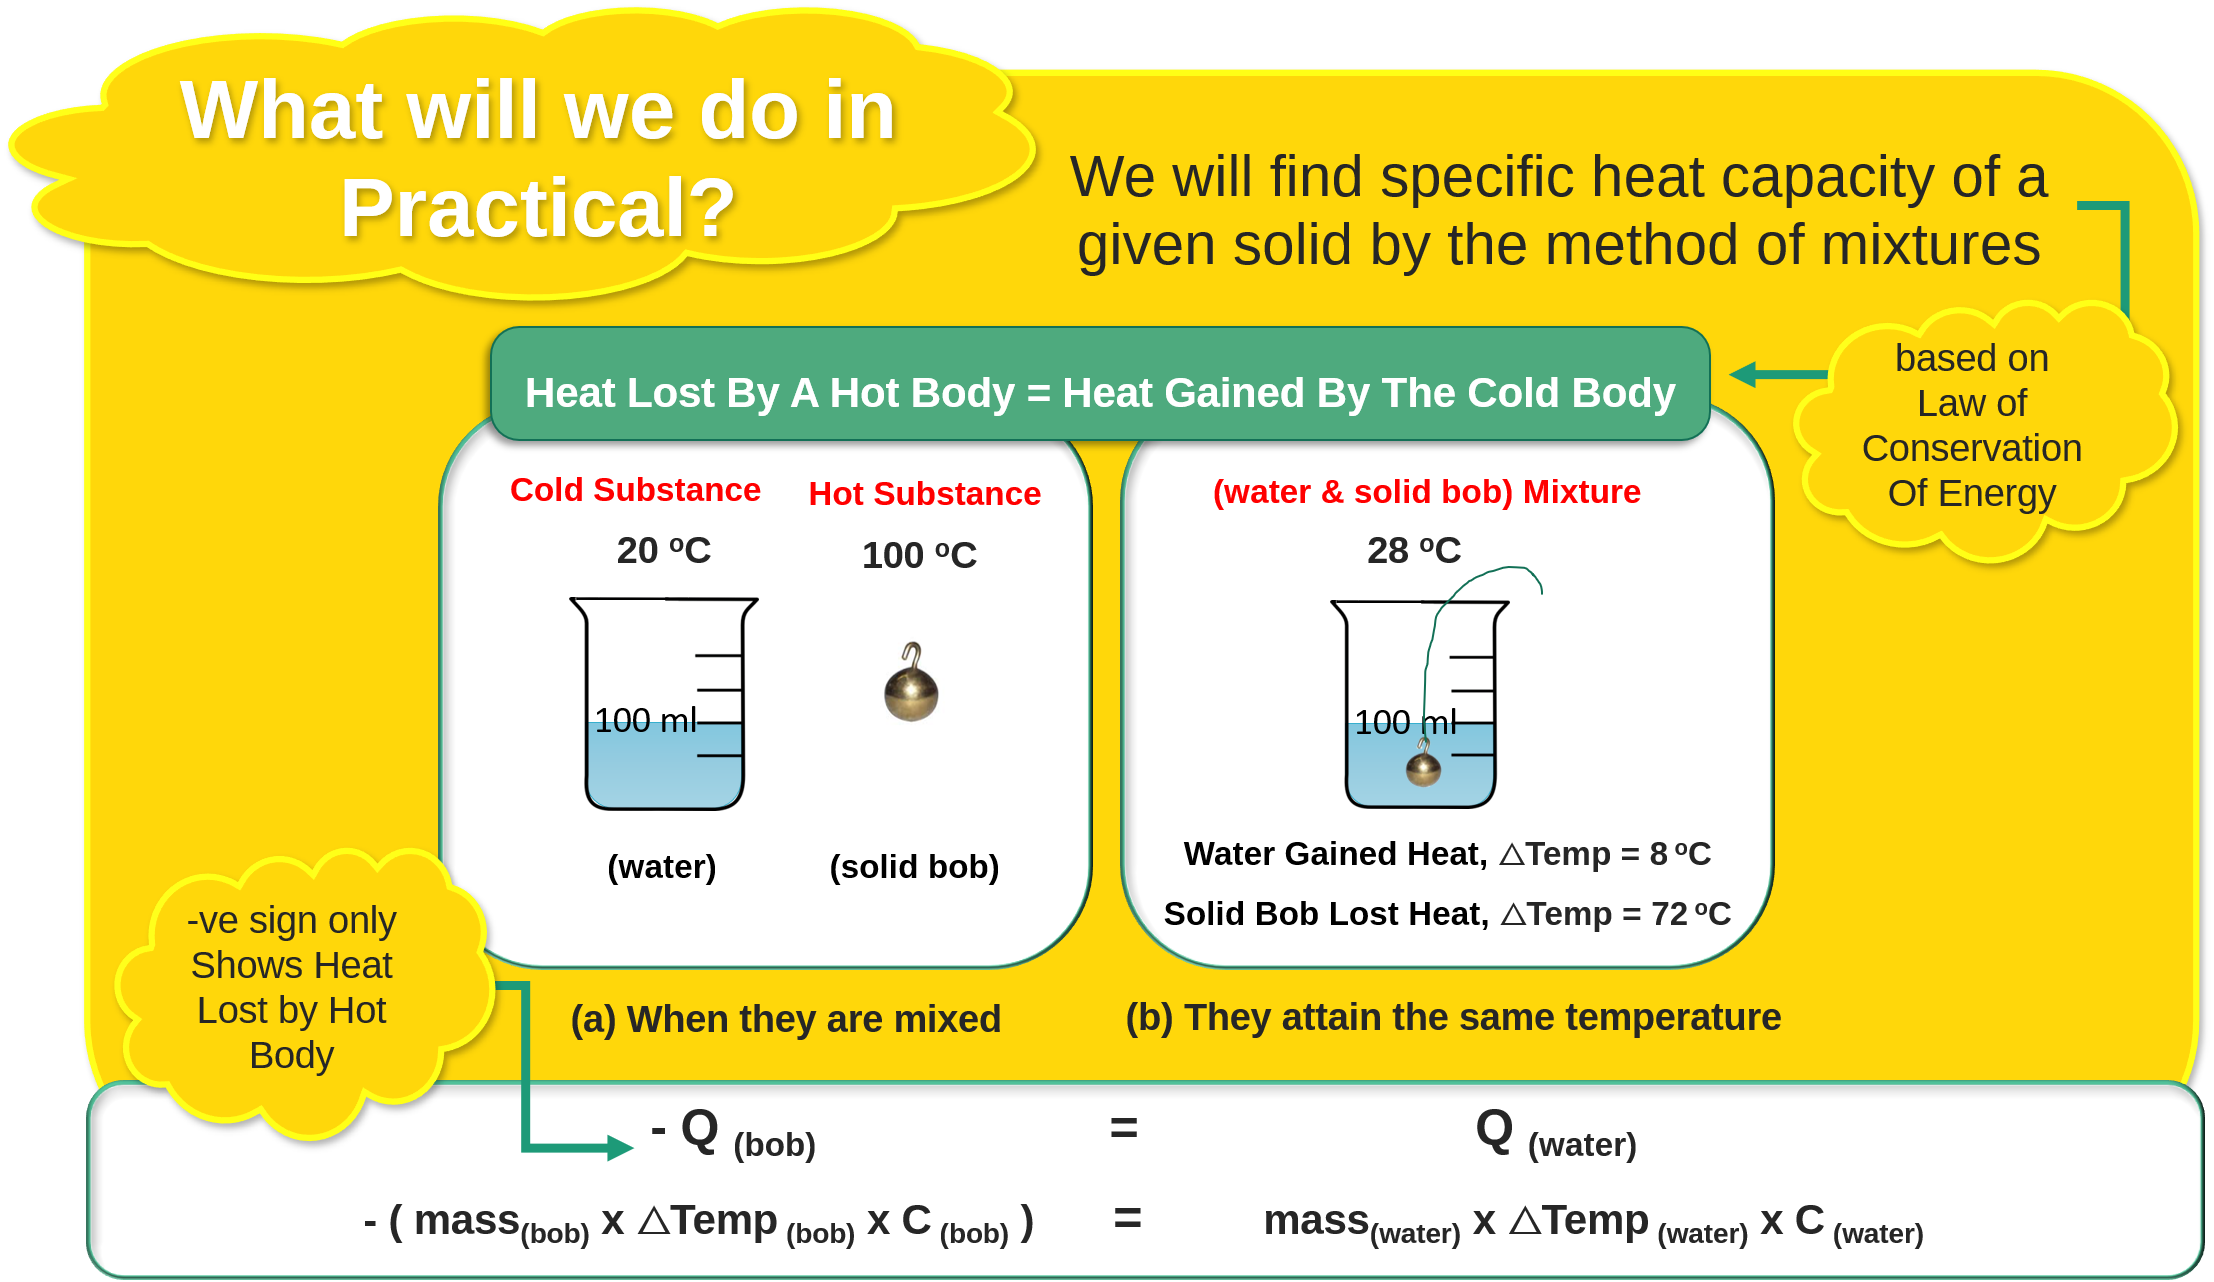 What will we do in
Practical?
We will find specific heat capacity of a
given solid by the method of mixtures
based on
Law of
Conservation
Of Energy
Heat Lost By A Hot Body = Heat Gained By The Cold Body
Cold Substance
Hot Substance
20 ºC
100 ºC
100 ml
(water)
(solid bob)
(water & solid bob) Mixture
28 ºC
100 ml
Water Gained Heat, △Temp = 8 ºC
Solid Bob Lost Heat, △Temp = 72 ºC
(a) When they are mixed
(b) They attain the same temperature
-ve sign only
Shows Heat
Lost by Hot
Body
- Q (bob) = Q (water)
- ( mass(bob) x △Temp (bob) x C (bob) ) = mass(water) x △Temp (water) x C (water)